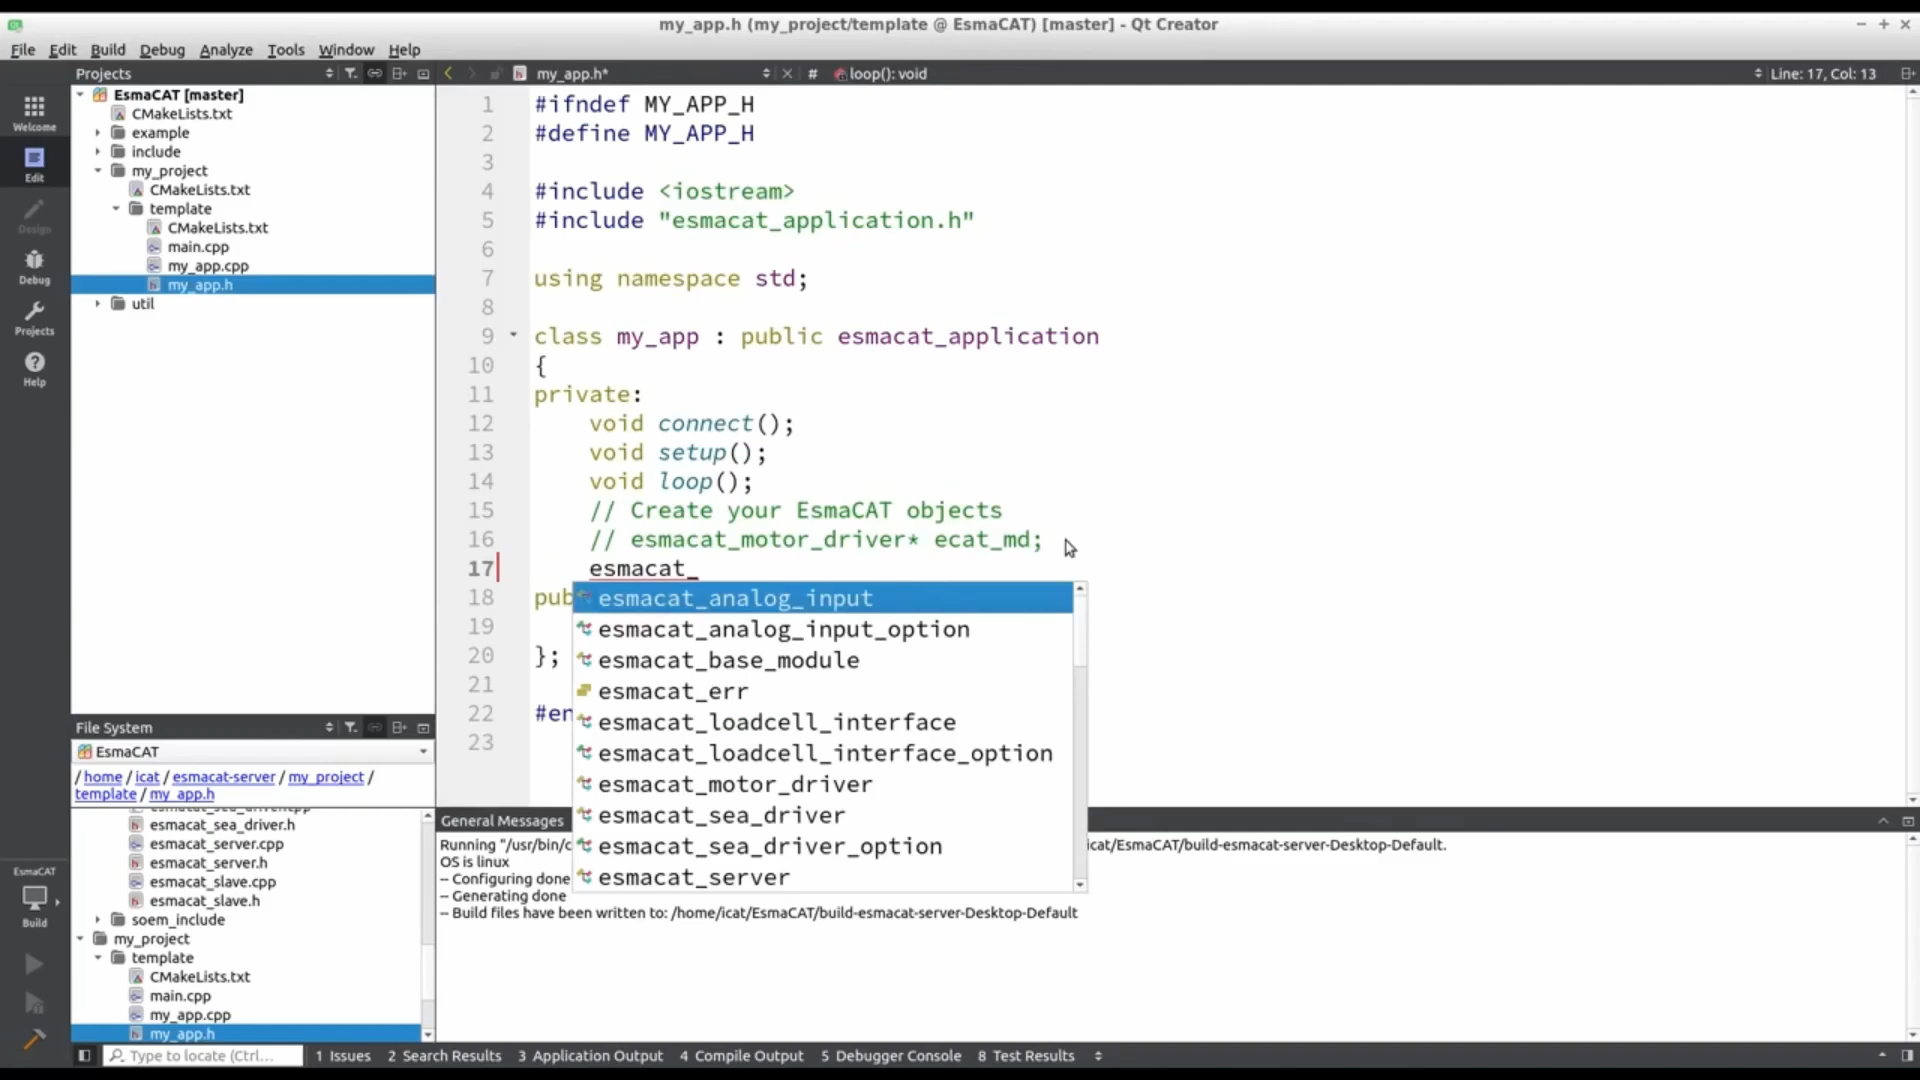 my_app.h (my_project/template @ EsmaCAT) [master] - Qt Creator
File Edit Build Debug Analyze Tools Window Help
Projects
my_app.h*
# loop(): void
Line: 17, Col: 13
Welcome
Edit
Design
Debug
Projects
Help
EsmaCAT [master]
CMakeLists.txt
example
include
my_project
CMakeLists.txt
template
CMakeLists.txt
main.cpp
my_app.cpp
my_app.h
util
1 #ifndef MY_APP_H
2 #define MY_APP_H
3
4 #include <iostream>
5 #include "esmacat_application.h"
6
7 using namespace std;
8
9 class my_app : public esmacat_application
10 {
11 private:
12 void connect();
13 void setup();
14 void loop();
15 // Create your EsmaCAT objects
16 // esmacat_motor_driver* ecat_md;
17 esmacat_
18 pub
19
20 };
21
22 #en
23
esmacat_analog_input
esmacat_analog_input_option
esmacat_base_module
esmacat_err
esmacat_loadcell_interface
esmacat_loadcell_interface_option
esmacat_motor_driver
esmacat_sea_driver
esmacat_sea_driver_option
esmacat_server
File System
EsmaCAT
/ home / icat / esmacat-server / my_project /
template / my_app.h
esmacat_sea_driver.h
esmacat_server.cpp
esmacat_server.h
esmacat_slave.cpp
esmacat_slave.h
soem_include
my_project
template
CMakeLists.txt
main.cpp
my_app.cpp
my_app.h
EsmaCAT
Build
General Messages
Running "/usr/bin/c
icat/EsmaCAT/build-esmacat-server-Desktop-Default.
OS is linux
-- Configuring done
-- Generating done
-- Build files have been written to: /home/icat/EsmaCAT/build-esmacat-server-Desktop-Default
Type to locate (Ctrl...
1 Issues 2 Search Results 3 Application Output 4 Compile Output 5 Debugger Console 8 Test Results